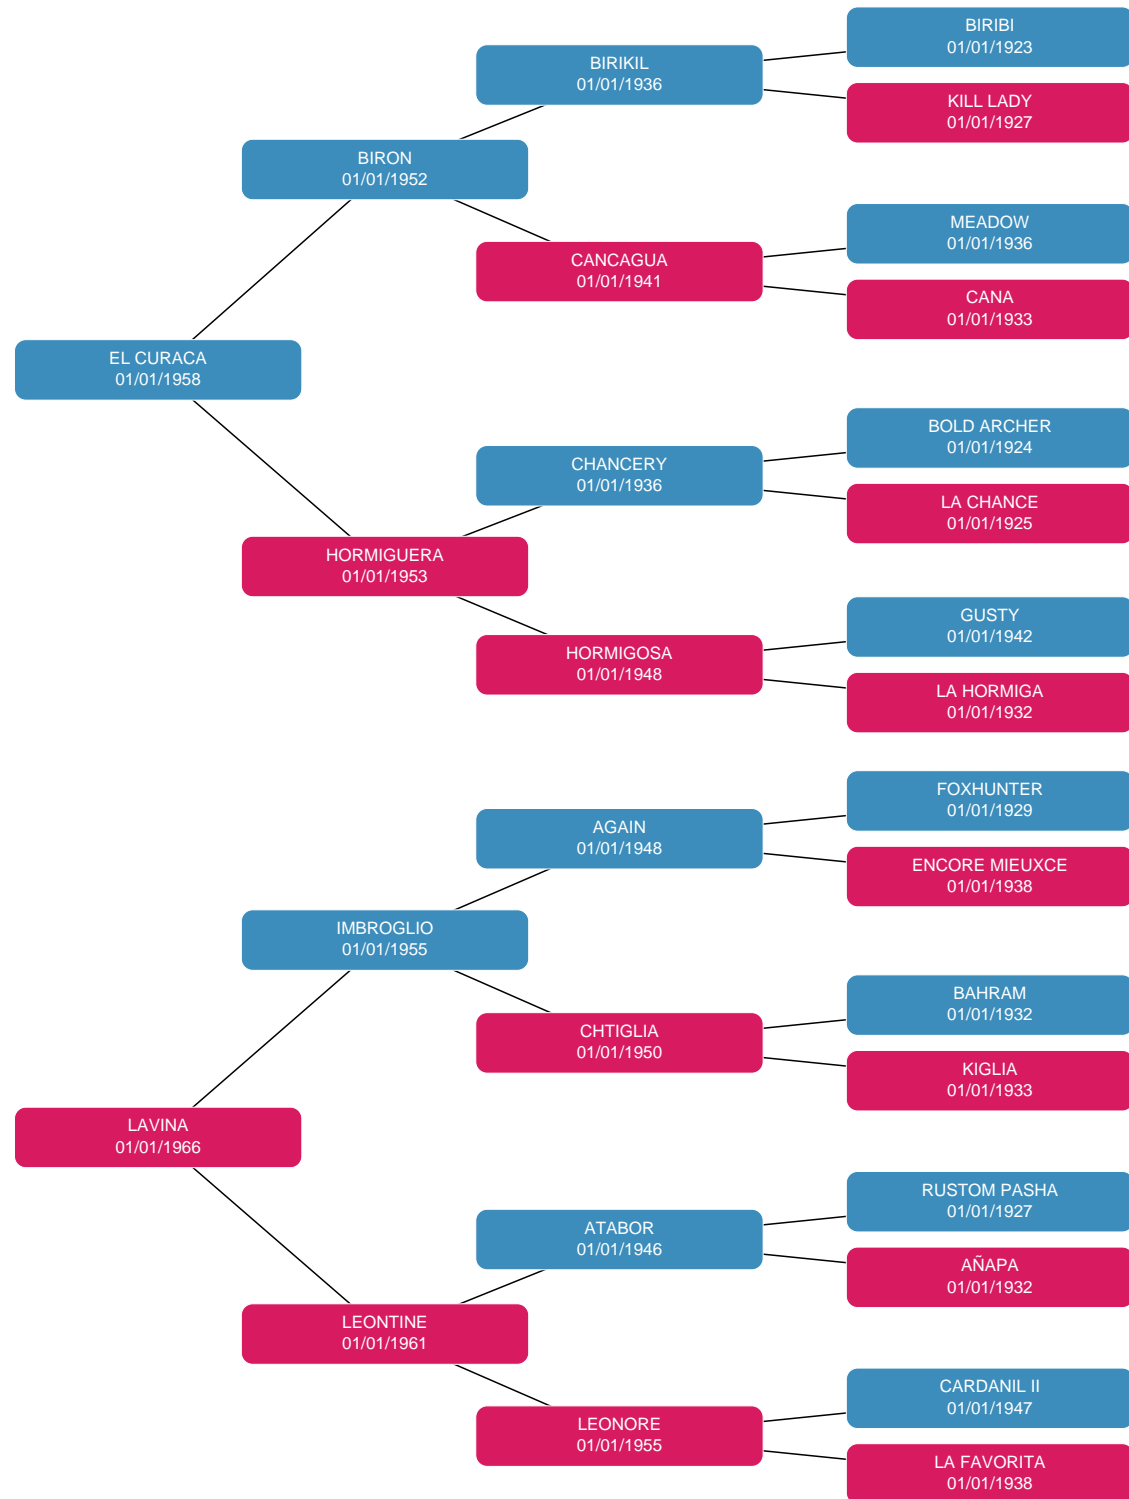 BIRIBI
01/01/1923
BIRIKIL
01/01/1936
KILL LADY
01/01/1927
BIRON
01/01/1952
MEADOW
01/01/1936
CANCAGUA
01/01/1941
CANA
01/01/1933
EL CURACA
01/01/1958
BOLD ARCHER
01/01/1924
CHANCERY
01/01/1936
LA CHANCE
01/01/1925
HORMIGUERA
01/01/1953
GUSTY
01/01/1942
HORMIGOSA
01/01/1948
LA HORMIGA
01/01/1932
FOXHUNTER
01/01/1929
AGAIN
01/01/1948
ENCORE MIEUXCE
01/01/1938
IMBROGLIO
01/01/1955
BAHRAM
01/01/1932
CHTIGLIA
01/01/1950
KIGLIA
01/01/1933
LAVINA
01/01/1966
RUSTOM PASHA
01/01/1927
ATABOR
01/01/1946
AÑAPA
01/01/1932
LEONTINE
01/01/1961
CARDANIL II
01/01/1947
LEONORE
01/01/1955
LA FAVORITA
01/01/1938